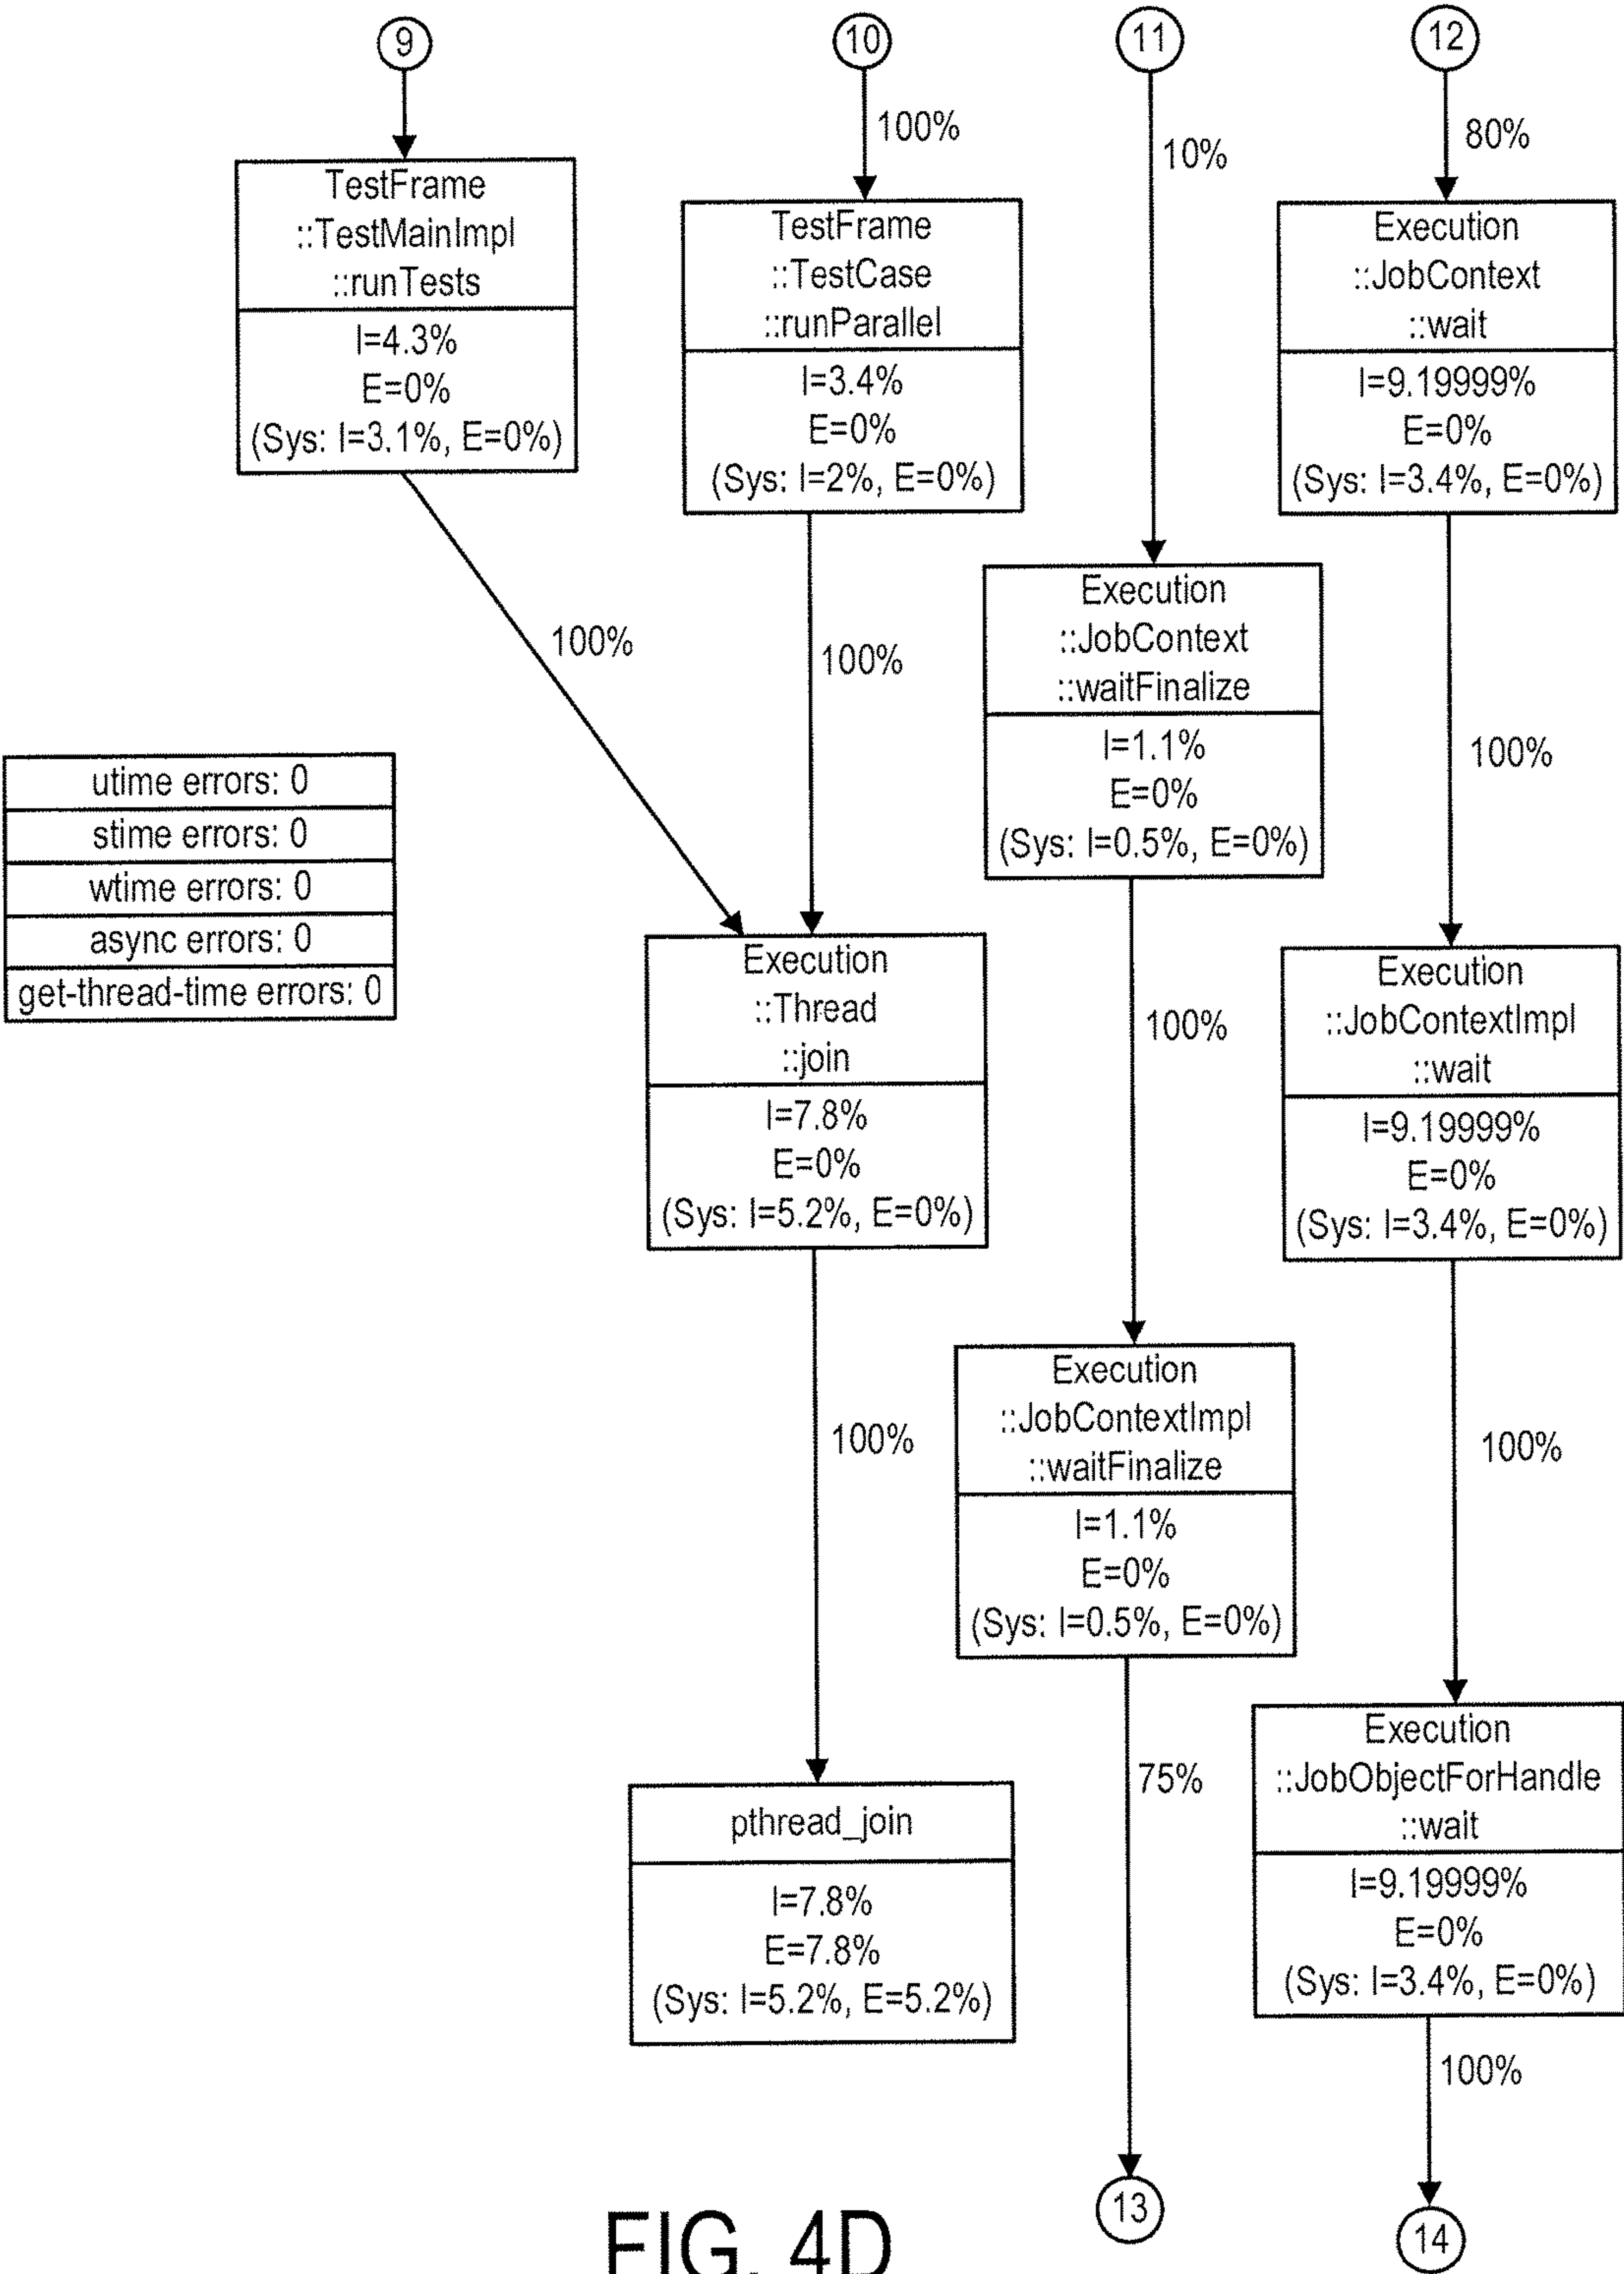 9
10
11
12
100%
10%
80%
TestFrame
::TestMainImpl
::runTests
I=4.3%
E=0%
(Sys: I=3.1%, E=0%)
TestFrame
::TestCase
::runParallel
I=3.4%
E=0%
(Sys: I=2%, E=0%)
Execution
::JobContext
::wait
I=9.19999%
E=0%
(Sys: I=3.4%, E=0%)
100%
100%
Execution
::JobContext
::waitFinalize
I=1.1%
E=0%
(Sys: I=0.5%, E=0%)
100%
utime errors: 0
stime errors: 0
wtime errors: 0
async errors: 0
get-thread-time errors: 0
Execution
::Thread
::join
I=7.8%
E=0%
(Sys: I=5.2%, E=0%)
100%
Execution
::JobContextImpl
::wait
I=9.19999%
E=0%
(Sys: I=3.4%, E=0%)
100%
Execution
::JobContextImpl
::waitFinalize
I=1.1%
E=0%
(Sys: I=0.5%, E=0%)
100%
pthread_join
I=7.8%
E=7.8%
(Sys: I=5.2%, E=5.2%)
75%
Execution
::JobObjectForHandle
::wait
I=9.19999%
E=0%
(Sys: I=3.4%, E=0%)
100%
13
14
FIG. 4D